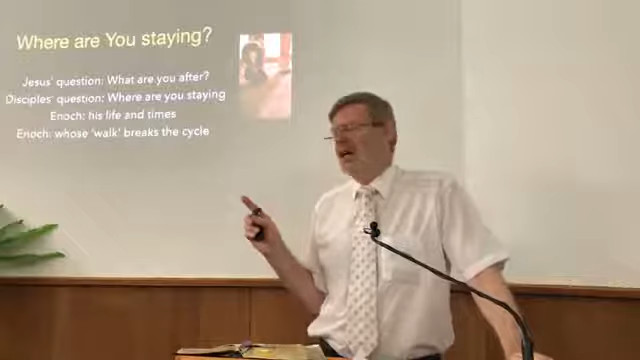 Where are You staying?
Jesus' question: What are you after?
Disciples' question: Where are you staying
Enoch: his life and times
Enoch: whose 'walk' breaks the cycle